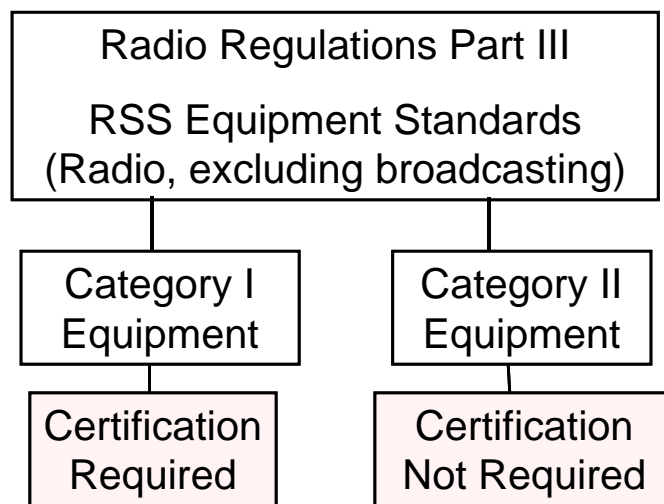 Radio Regulations Part III
RSS Equipment Standards
(Radio, excluding broadcasting)
Category I
Equipment
Category II
Equipment
Certification
Required
Certification
Not Required